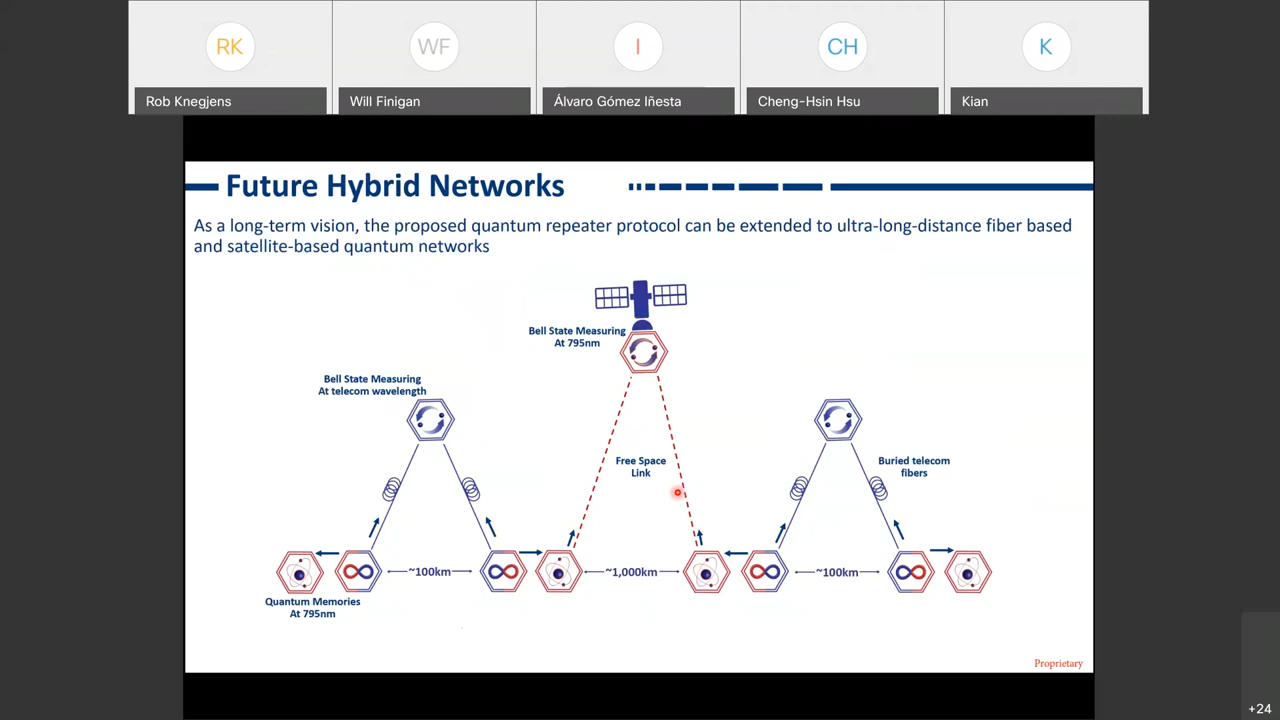 RK
WF
I
CH
K
Rob Knegjens
Will Finigan
Álvaro Gómez Iñesta
Cheng-Hsin Hsu
Kian
Future Hybrid Networks
As a long-term vision, the proposed quantum repeater protocol can be extended to ultra-long-distance fiber based
and satellite-based quantum networks
Bell State Measuring
At 795nm
Bell State Measuring
At telecom wavelength
Free Space
Link
Buried telecom
fibers
~100km
~1,000km
~100km
Quantum Memories
At 795nm
Proprietary
+24